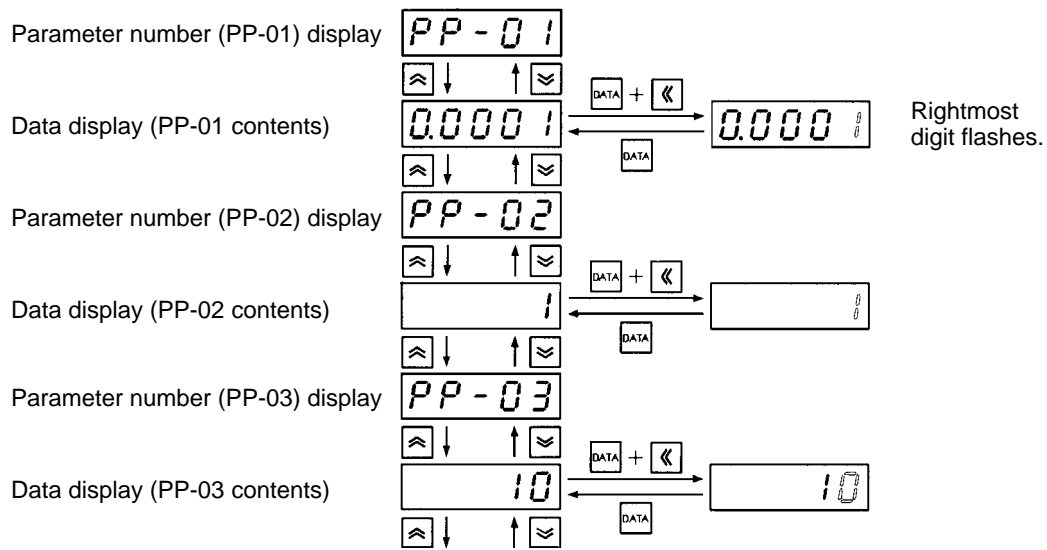 Parameter number (PP-01) display
PP-01
DATA +
Data display (PP-01 contents)
0.0001
0.0001
Rightmost
digit flashes.
DATA
Parameter number (PP-02) display
PP-02
DATA +
Data display (PP-02 contents)
1
1
DATA
Parameter number (PP-03) display
PP-03
DATA +
Data display (PP-03 contents)
10
10
DATA